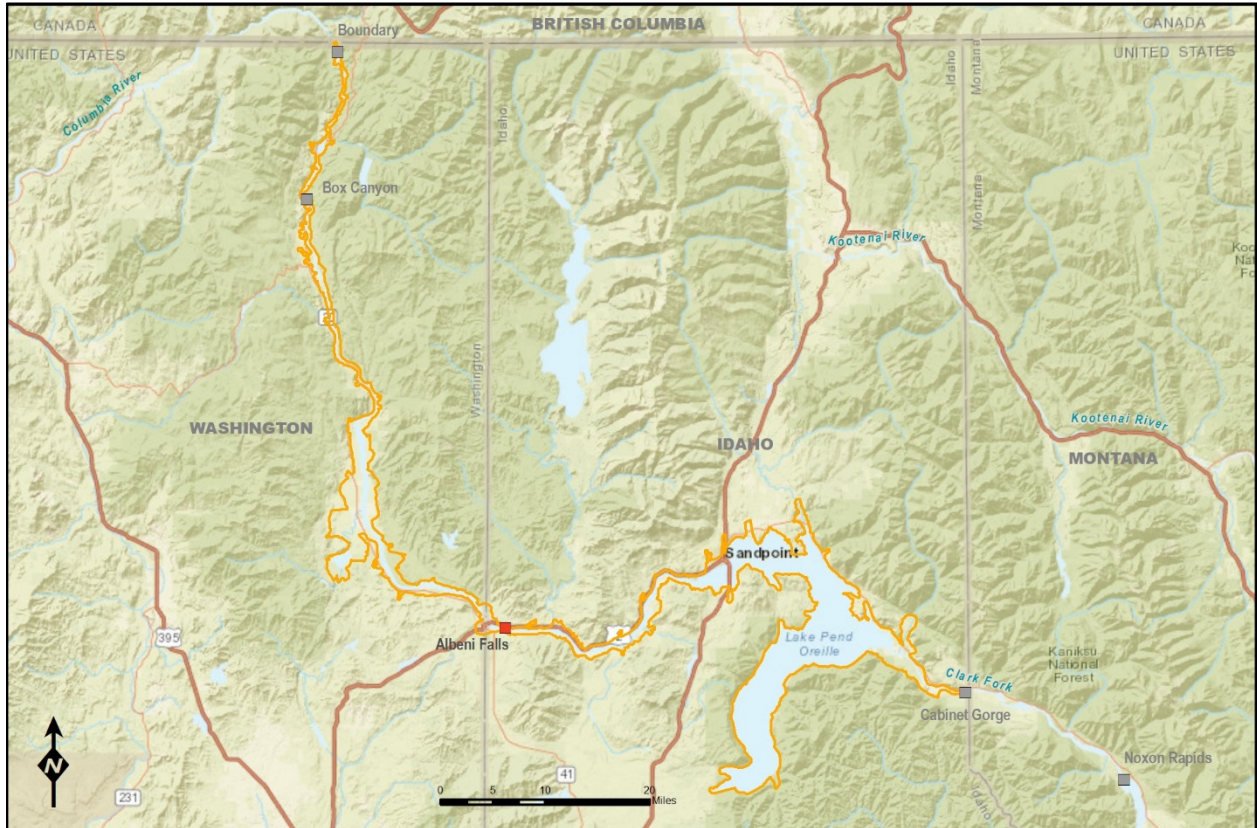 CANADA
BRITISH COLUMBIA
CANADA
UNITED STATES
UNITED STATES
Boundary
Columbia River
Idaho
Washington
Idaho
Montana
Montana
Box Canyon
Kootenai River
Kootenai River
WASHINGTON
IDAHO
MONTANA
Sandpoint
Lake Pend
Oreille
Albeni Falls
Clark Fork
Kaniksu
National
Forest
Cabinet Gorge
Noxon Rapids
395
231
41
2
N
0 5 10 20
Miles
Idaho